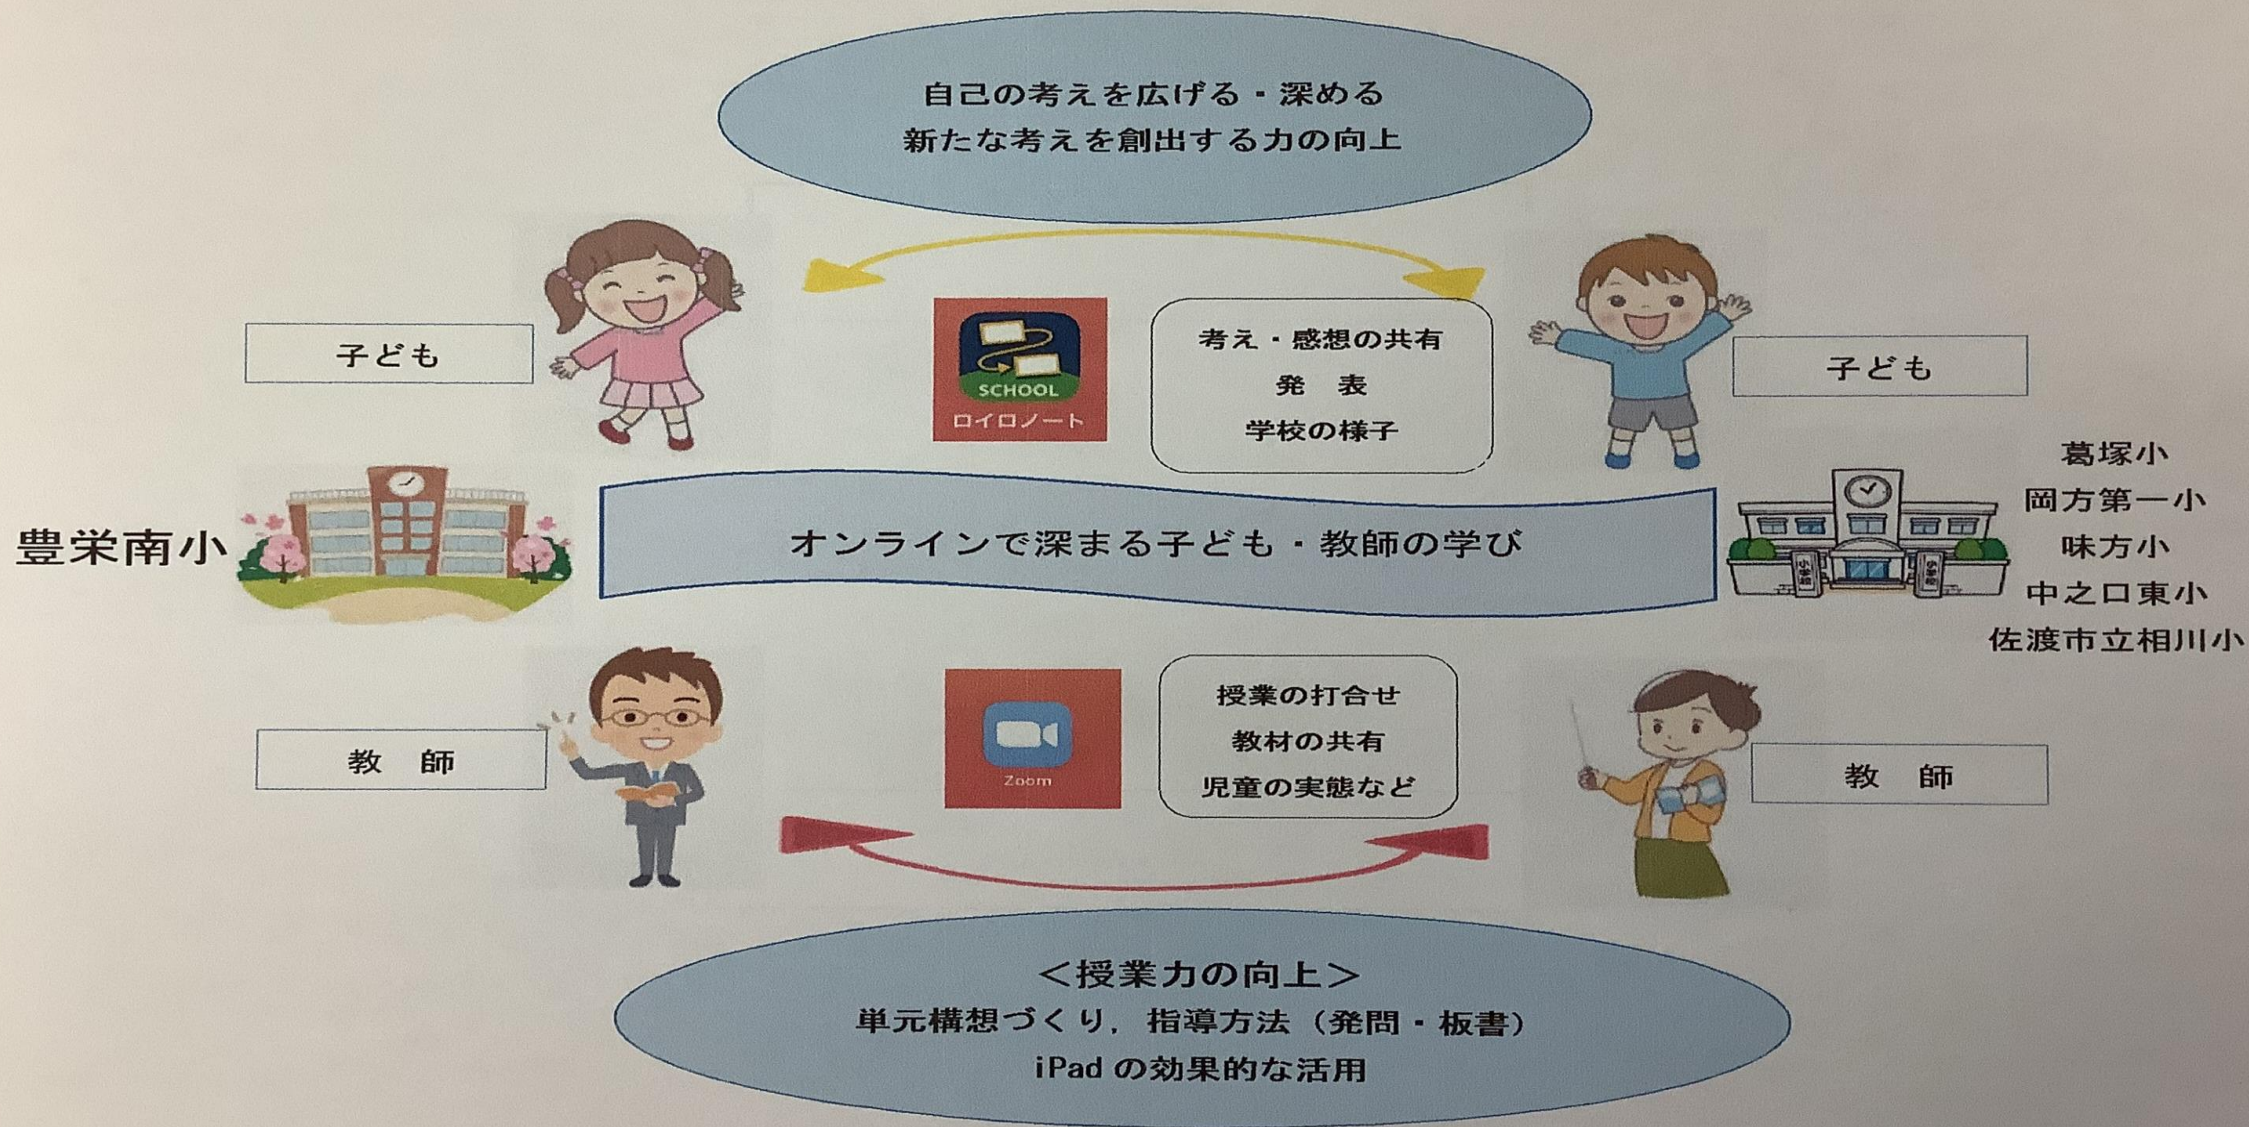 自己の考えを広げる・深める
新たな考えを創出する力の向上
子ども
SCHOOL
ロイロノート
考え・感想の共有
発　表
学校の様子
子ども
豊栄南小
オンラインで深まる子ども・教師の学び
葛塚小
岡方第一小
味方小
中之口東小
佐渡市立相川小
小学校
小学校
教　師
Zoom
授業の打合せ
教材の共有
児童の実態など
教　師
＜授業力の向上＞
単元構想づくり，指導方法（発問・板書）
iPad の効果的な活用